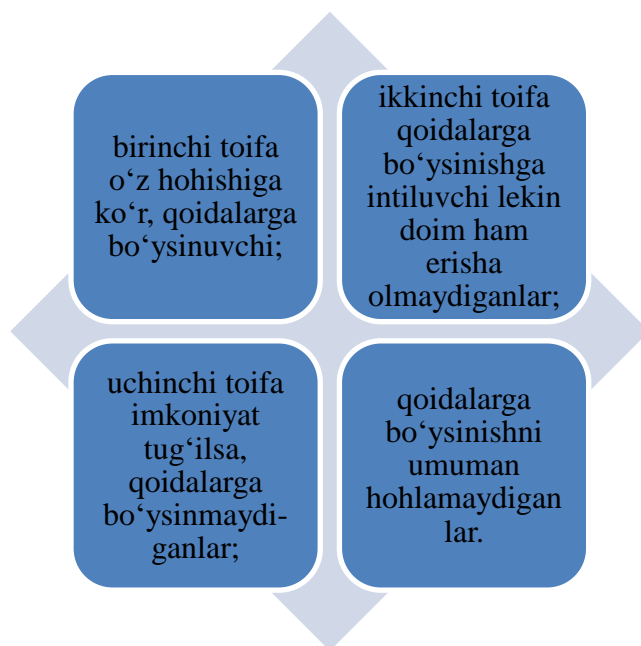 birinchi toifa
o‘z hohishiga
ko‘r, qoidalarga
bo‘ysinuvchi;
ikkinchi toifa
qoidalarga
bo‘ysinishga
intiluvchi lekin
doim ham
erisha
olmaydiganlar;
uchinchi toifa
imkoniyat
tug‘ilsa,
qoidalarga
bo‘ysinmaydi-
ganlar;
qoidalarga
bo‘ysinishni
umuman
hohlamaydigan
lar.